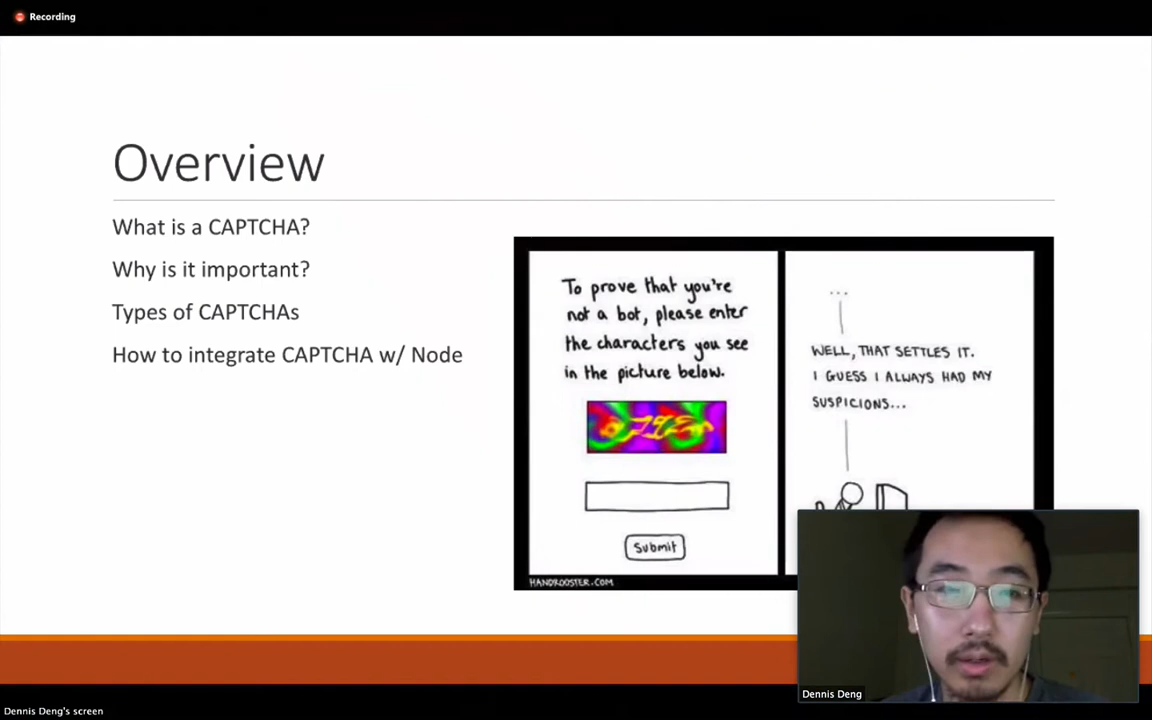 Recording
Overview
What is a CAPTCHA?
Why is it important?
Types of CAPTCHAs
How to integrate CAPTCHA w/ Node
To prove that you're
not a bot, please enter
the characters you see
in the picture below.
Submit
HANDROOSTER.COM
...
WELL, THAT SETTLES IT.
I GUESS I ALWAYS HAD MY
SUSPICIONS...
Dennis Deng
Dennis Deng's screen